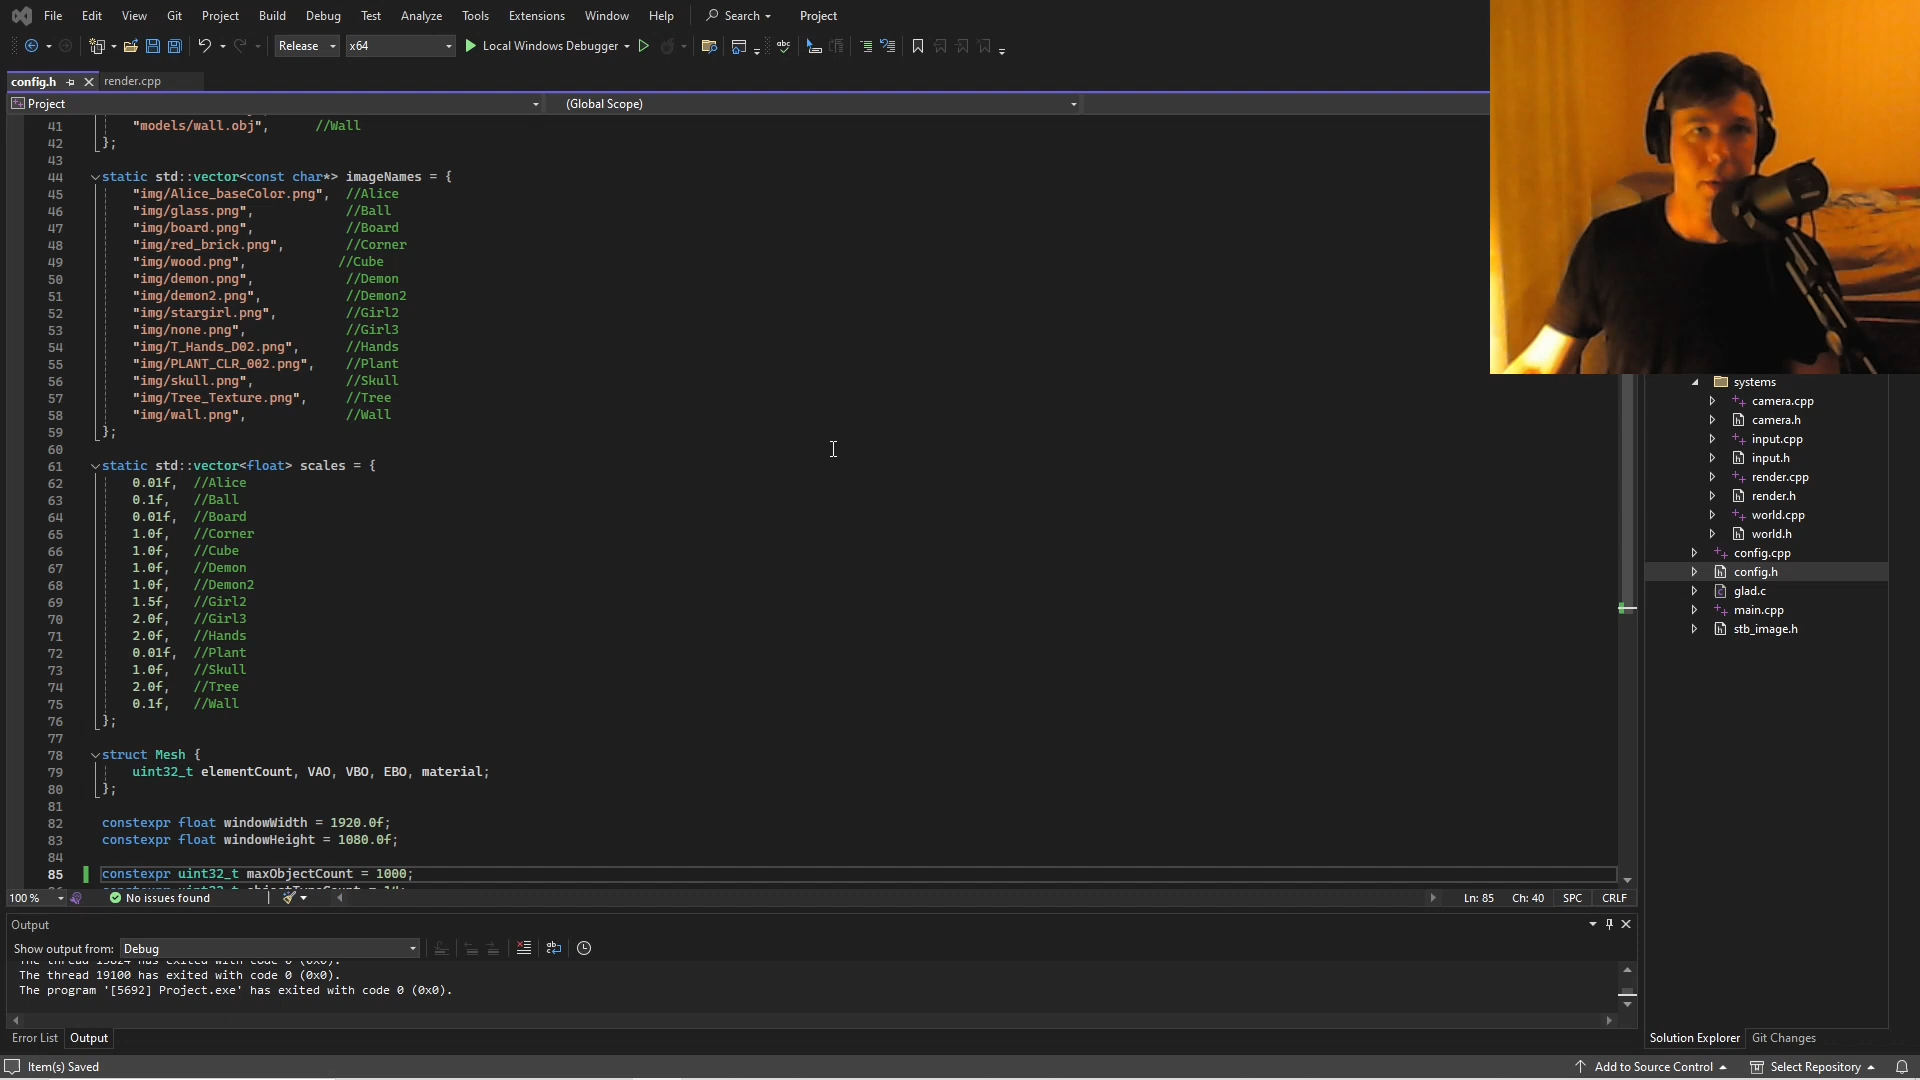 File Edit View Git Project Build Debug Test Analyze Tools Extensions Window Help Search Project
Release x64 Local Windows Debugger
config.h render.cpp
Project (Global Scope)
41 "models/wall.obj", //Wall
42 };
43
44 static std::vector<const char*> imageNames = {
45 "img/Alice_baseColor.png", //Alice
46 "img/glass.png", //Ball
47 "img/board.png", //Board
48 "img/red_brick.png", //Corner
49 "img/wood.png", //Cube
50 "img/demon.png", //Demon
51 "img/demon2.png", //Demon2
52 "img/stargirl.png", //Girl2
53 "img/none.png", //Girl3
54 "img/T_Hands_D02.png", //Hands
55 "img/PLANT_CLR_002.png", //Plant
56 "img/skull.png", //Skull
57 "img/Tree_Texture.png", //Tree
58 "img/wall.png", //Wall
59 };
60
61 static std::vector<float> scales = {
62 0.01f, //Alice
63 0.1f, //Ball
64 0.01f, //Board
65 1.0f, //Corner
66 1.0f, //Cube
67 1.0f, //Demon
68 1.0f, //Demon2
69 1.5f, //Girl2
70 2.0f, //Girl3
71 2.0f, //Hands
72 0.01f, //Plant
73 1.0f, //Skull
74 2.0f, //Tree
75 0.1f, //Wall
76 };
77
78 struct Mesh {
79 uint32_t elementCount, VAO, VBO, EBO, material;
80 };
81
82 constexpr float windowWidth = 1920.0f;
83 constexpr float windowHeight = 1080.0f;
84
85 constexpr uint32_t maxObjectCount = 1000;
100 % No issues found Ln: 85 Ch: 40 SPC CRLF
Output
Show output from: Debug
The thread 19100 has exited with code 0 (0x0).
The program '[5692] Project.exe' has exited with code 0 (0x0).
Error List Output
systems
camera.cpp
camera.h
input.cpp
input.h
render.cpp
render.h
world.cpp
world.h
config.cpp
config.h
glad.c
main.cpp
stb_image.h
Solution Explorer Git Changes
Item(s) Saved Add to Source Control Select Repository